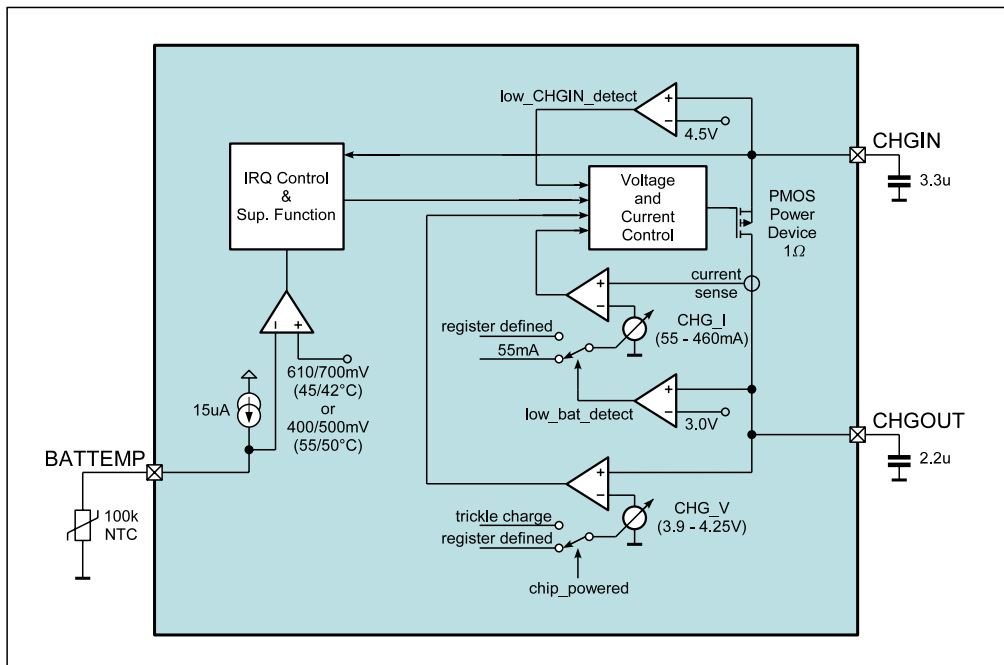 low_CHGIN_detect
+
−
4.5V
CHGIN
3.3u
IRQ Control
&
Sup. Function
Voltage
and
Current
Control
PMOS
Power
Device
1Ω
current
sense
+
−
CHG_I
(55 - 460mA)
register defined
55mA
−
+
610/700mV
(45/42°C)
or
400/500mV
(55/50°C)
15uA
low_bat_detect
+
−
3.0V
CHGOUT
2.2u
BATTEMP
100k
NTC
+
−
CHG_V
(3.9 - 4.25V)
trickle charge
register defined
chip_powered